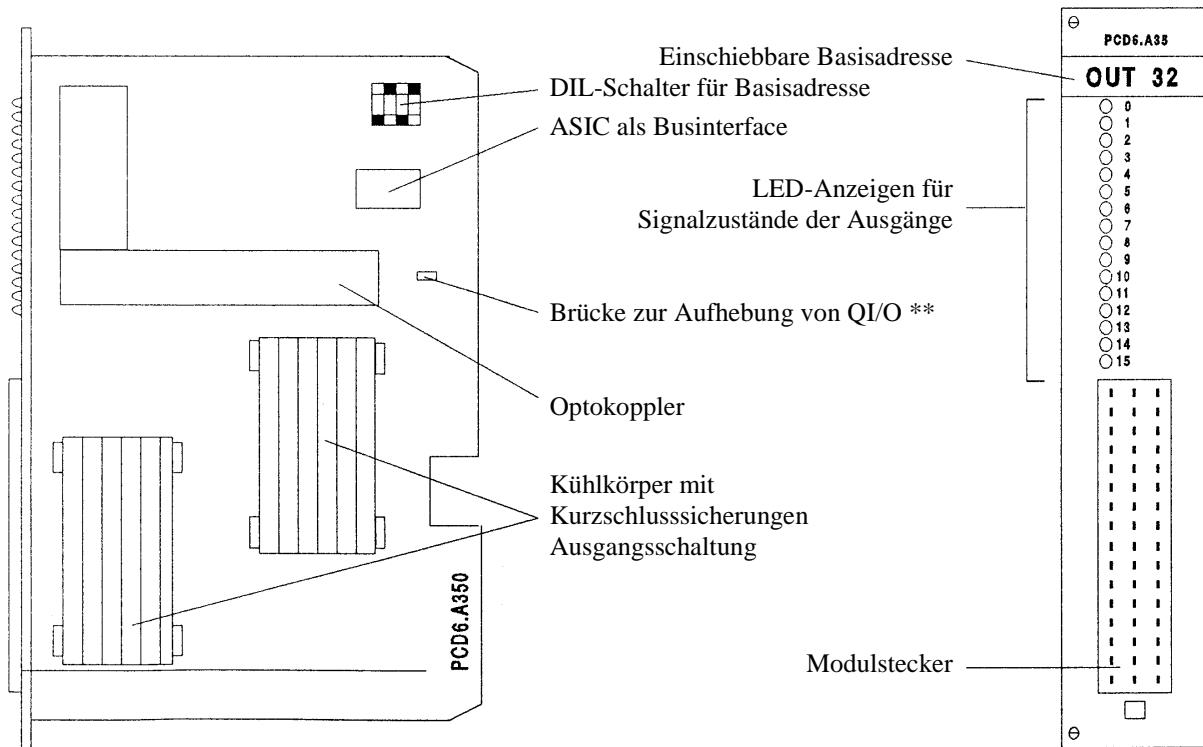 PCD6.A35
Einschiebbare Basisadresse
OUT 32
DIL-Schalter für Basisadresse
ASIC als Businterface
LED-Anzeigen für
Signalzustände der Ausgänge
0
1
2
3
4
5
6
7
8
9
10
11
12
13
14
15
Brücke zur Aufhebung von QI/O **
Optokoppler
Kühlkörper mit
Kurzschlusssicherungen
Ausgangsschaltung
PCD6.A350
Modulstecker